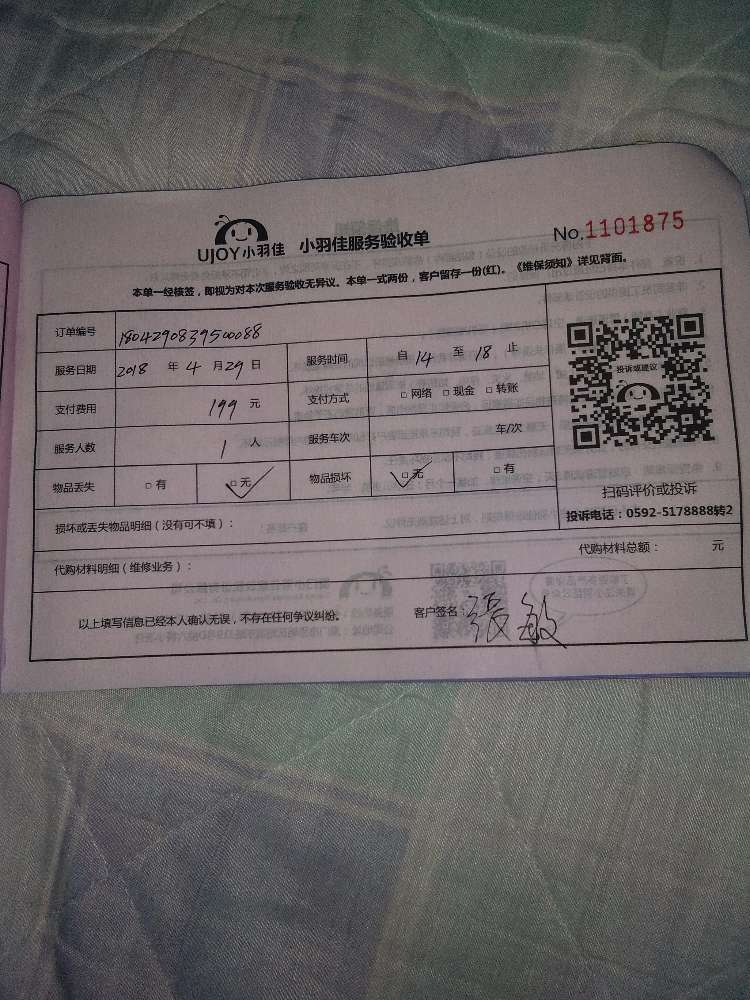 UJOY小羽佳 小羽佳服务验收单 No.1101875
本单一经核签，即视为对本次服务验收无异议。本单一式两份，客户留存一份(红)。《维保须知》详见背面。
订单编号 1804290839500088
服务日期 2018 年 4 月 29 日 服务时间 自 14 至 18 止
投诉或建议
支付费用 199 元 支付方式 □ 网络 □ 现金 □ 转账
服务人数 1 人 服务车次 年/次
物品丢失 □ 有 □ 无 物品损坏 □ 无 □ 有
扫码评价或投诉
投诉电话：0592-5178888转2
损坏或丢失物品明细（没有可不填）：
代购材料明细（维修业务）： 代购材料总额： 元
以上填写信息已经本人确认无误，不存在任何争议纠纷。 客户签名：张敏